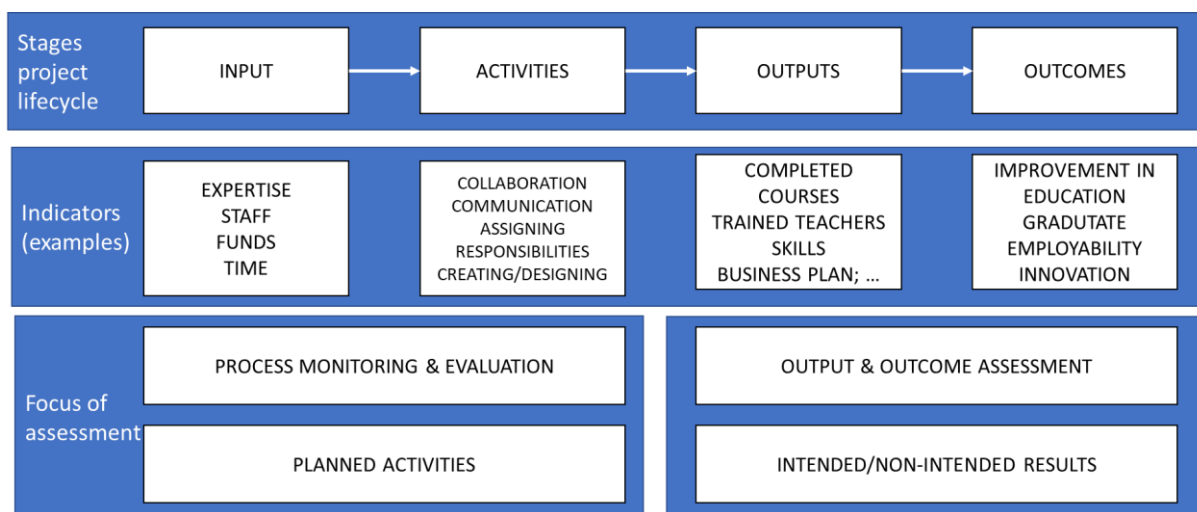 Stages
project
lifecycle
INPUT
ACTIVITIES
OUTPUTS
OUTCOMES
Indicators
(examples)
EXPERTISE
STAFF
FUNDS
TIME
COLLABORATION
COMMUNICATION
ASSIGNING
RESPONSIBILITIES
CREATING/DESIGNING
COMPLETED
COURSES
TRAINED TEACHERS
SKILLS
BUSINESS PLAN; ...
IMPROVEMENT IN
EDUCATION
GRADUTATE
EMPLOYABILITY
INNOVATION
Focus of
assessment
PROCESS MONITORING & EVALUATION
PLANNED ACTIVITIES
OUTPUT & OUTCOME ASSESSMENT
INTENDED/NON-INTENDED RESULTS